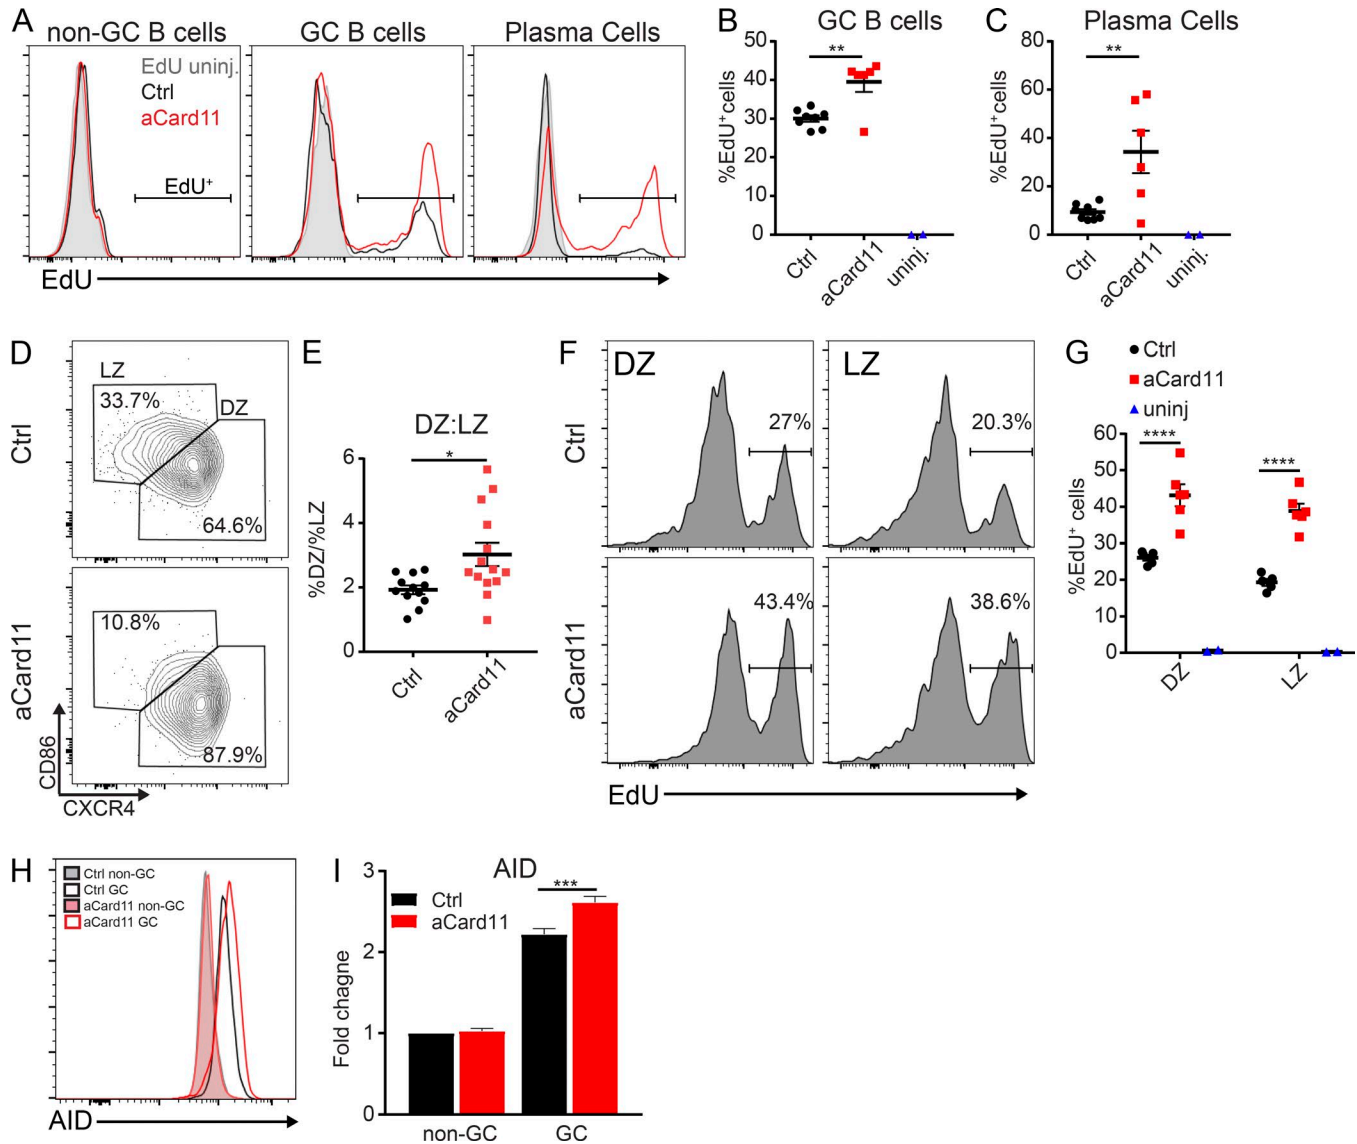 A
non-GC B cells
GC B cells
Plasma Cells
EdU uninj.
Ctrl
aCard11
EdU⁺
EdU
B
GC B cells
**
%EdU⁺cells
50
40
30
20
10
0
Ctrl
aCard11
uninj.
C
Plasma Cells
**
%EdU⁺cells
80
60
40
20
0
Ctrl
aCard11
uninj.
D
Ctrl
LZ
33.7%
DZ
64.6%
aCard11
10.8%
87.9%
CD86
CXCR4
E
DZ:LZ
*
%DZ/%LZ
6
4
2
0
Ctrl
aCard11
F
DZ
LZ
Ctrl
27%
20.3%
aCard11
43.4%
38.6%
EdU
G
Ctrl
aCard11
uninj
%EdU⁺ cells
60
50
40
30
20
10
0
****
****
DZ
LZ
H
Ctrl non-GC
Ctrl GC
aCard11 non-GC
aCard11 GC
AID
I
AID
Ctrl
aCard11
***
Fold chagne
3
2
1
0
non-GC
GC